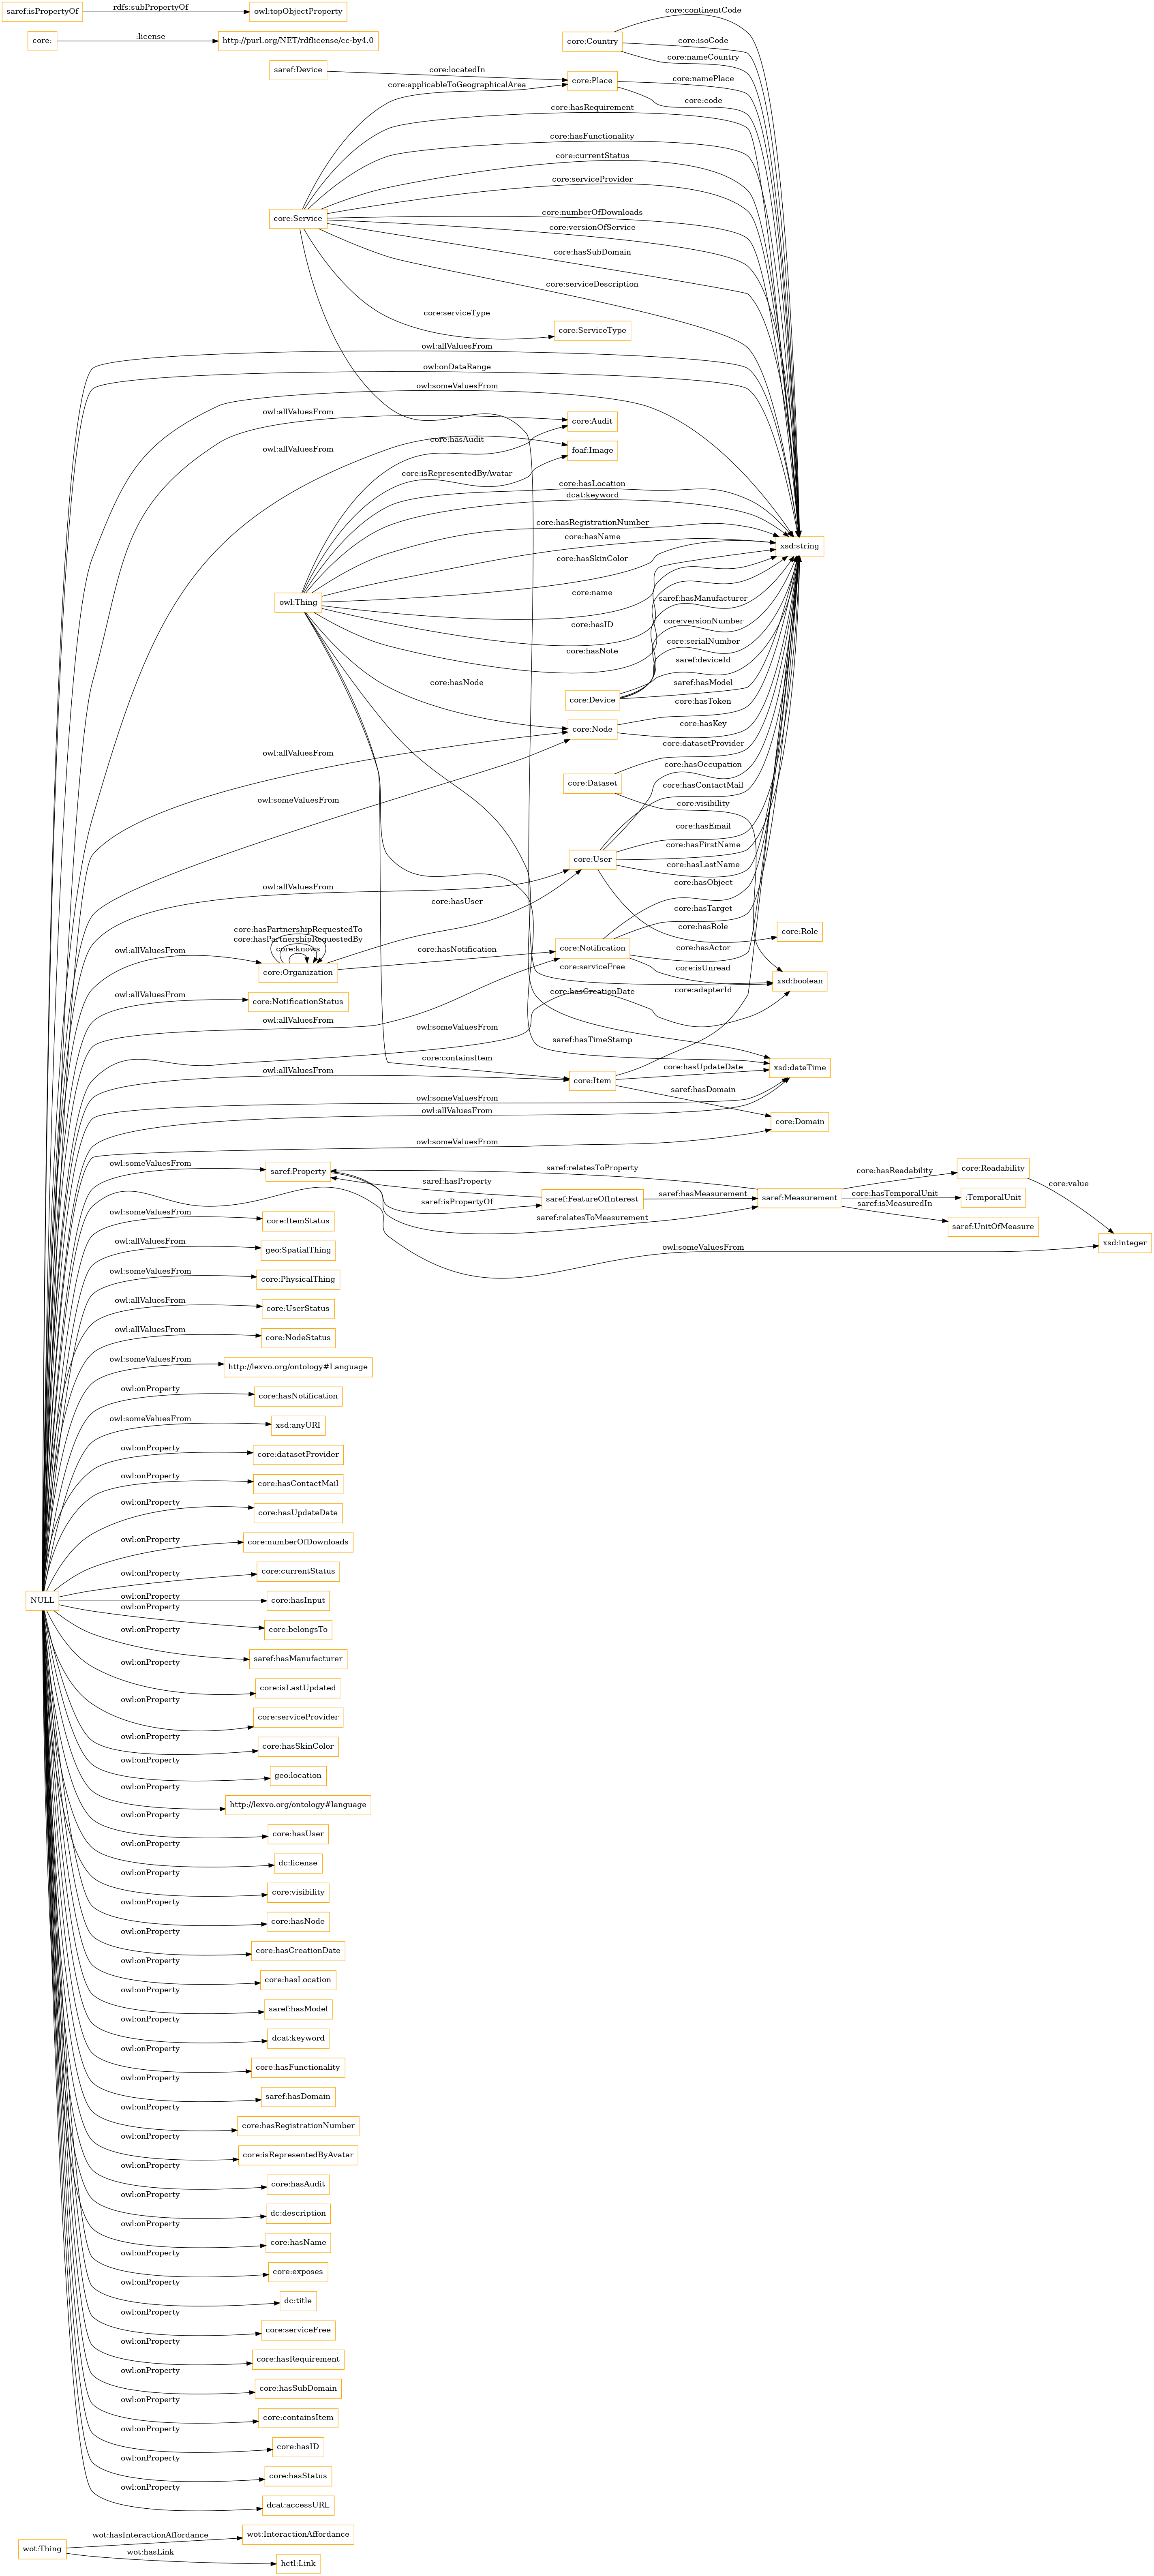 core:continentCode
saref:isPropertyOf
rdfs:subPropertyOf
owl:topObjectProperty
core:
:license
http://purl.org/NET/rdflicense/cc-by4.0
core:Country
core:isoCode
core:nameCountry
saref:Device
core:locatedIn
core:Place
core:namePlace
core:applicableToGeographicalArea
core:code
core:hasRequirement
core:hasFunctionality
core:currentStatus
core:serviceProvider
core:Service
core:numberOfDownloads
core:versionOfService
core:hasSubDomain
core:serviceDescription
core:serviceType
core:ServiceType
owl:allValuesFrom
owl:onDataRange
owl:someValuesFrom
owl:allValuesFrom
core:Audit
core:hasAudit
owl:allValuesFrom
foaf:Image
core:isRepresentedByAvatar
core:hasLocation
dcat:keyword
core:hasRegistrationNumber
core:hasName
xsd:string
core:hasSkinColor
core:name
owl:Thing
saref:hasManufacturer
core:hasID
core:versionNumber
core:serialNumber
core:hasNote
saref:deviceId
core:hasNode
saref:hasModel
core:Device
core:hasToken
core:Node
core:hasKey
core:datasetProvider
owl:allValuesFrom
core:hasOccupation
core:Dataset
core:hasContactMail
owl:someValuesFrom
core:visibility
core:hasEmail
core:hasFirstName
core:User
core:hasLastName
core:hasObject
owl:allValuesFrom
core:hasUser
core:hasTarget
core:hasRole
core:Role
core:hasPartnershipRequestedTo
core:hasPartnershipRequestedBy
core:knows
core:hasNotification
core:Notification
core:hasActor
owl:allValuesFrom
core:Organization
core:serviceFree
core:isUnread
xsd:boolean
core:hasCreationDate
core:adapterId
owl:allValuesFrom
core:NotificationStatus
owl:allValuesFrom
owl:someValuesFrom
saref:hasTimeStamp
core:containsItem
core:hasUpdateDate
xsd:dateTime
owl:allValuesFrom
core:Item
saref:hasDomain
owl:someValuesFrom
owl:allValuesFrom
core:Domain
owl:someValuesFrom
owl:someValuesFrom
saref:Property
saref:relatesToProperty
core:hasReadability
core:Readability
saref:hasProperty
core:value
saref:FeatureOfInterest
saref:hasMeasurement
saref:Measurement
core:hasTemporalUnit
:TemporalUnit
saref:isPropertyOf
saref:isMeasuredIn
saref:relatesToMeasurement
saref:UnitOfMeasure
owl:someValuesFrom
xsd:integer
owl:someValuesFrom
core:ItemStatus
owl:allValuesFrom
geo:SpatialThing
owl:someValuesFrom
core:PhysicalThing
owl:allValuesFrom
core:UserStatus
owl:allValuesFrom
core:NodeStatus
owl:someValuesFrom
http://lexvo.org/ontology#Language
owl:onProperty
core:hasNotification
owl:someValuesFrom
xsd:anyURI
owl:onProperty
core:datasetProvider
owl:onProperty
core:hasContactMail
owl:onProperty
core:hasUpdateDate
owl:onProperty
core:numberOfDownloads
owl:onProperty
core:currentStatus
NULL
owl:onProperty
core:hasInput
owl:onProperty
core:belongsTo
owl:onProperty
saref:hasManufacturer
owl:onProperty
core:isLastUpdated
owl:onProperty
core:serviceProvider
owl:onProperty
core:hasSkinColor
owl:onProperty
geo:location
owl:onProperty
http://lexvo.org/ontology#language
owl:onProperty
core:hasUser
owl:onProperty
dc:license
owl:onProperty
core:visibility
owl:onProperty
core:hasNode
owl:onProperty
core:hasCreationDate
owl:onProperty
core:hasLocation
owl:onProperty
saref:hasModel
owl:onProperty
dcat:keyword
owl:onProperty
core:hasFunctionality
owl:onProperty
saref:hasDomain
owl:onProperty
core:hasRegistrationNumber
owl:onProperty
core:isRepresentedByAvatar
owl:onProperty
core:hasAudit
owl:onProperty
dc:description
owl:onProperty
core:hasName
owl:onProperty
core:exposes
owl:onProperty
dc:title
owl:onProperty
core:serviceFree
owl:onProperty
core:hasRequirement
owl:onProperty
core:hasSubDomain
owl:onProperty
core:containsItem
owl:onProperty
core:hasID
owl:onProperty
core:hasStatus
owl:onProperty
dcat:accessURL
wot:Thing
wot:hasInteractionAffordance
wot:InteractionAffordance
wot:hasLink
hctl:Link